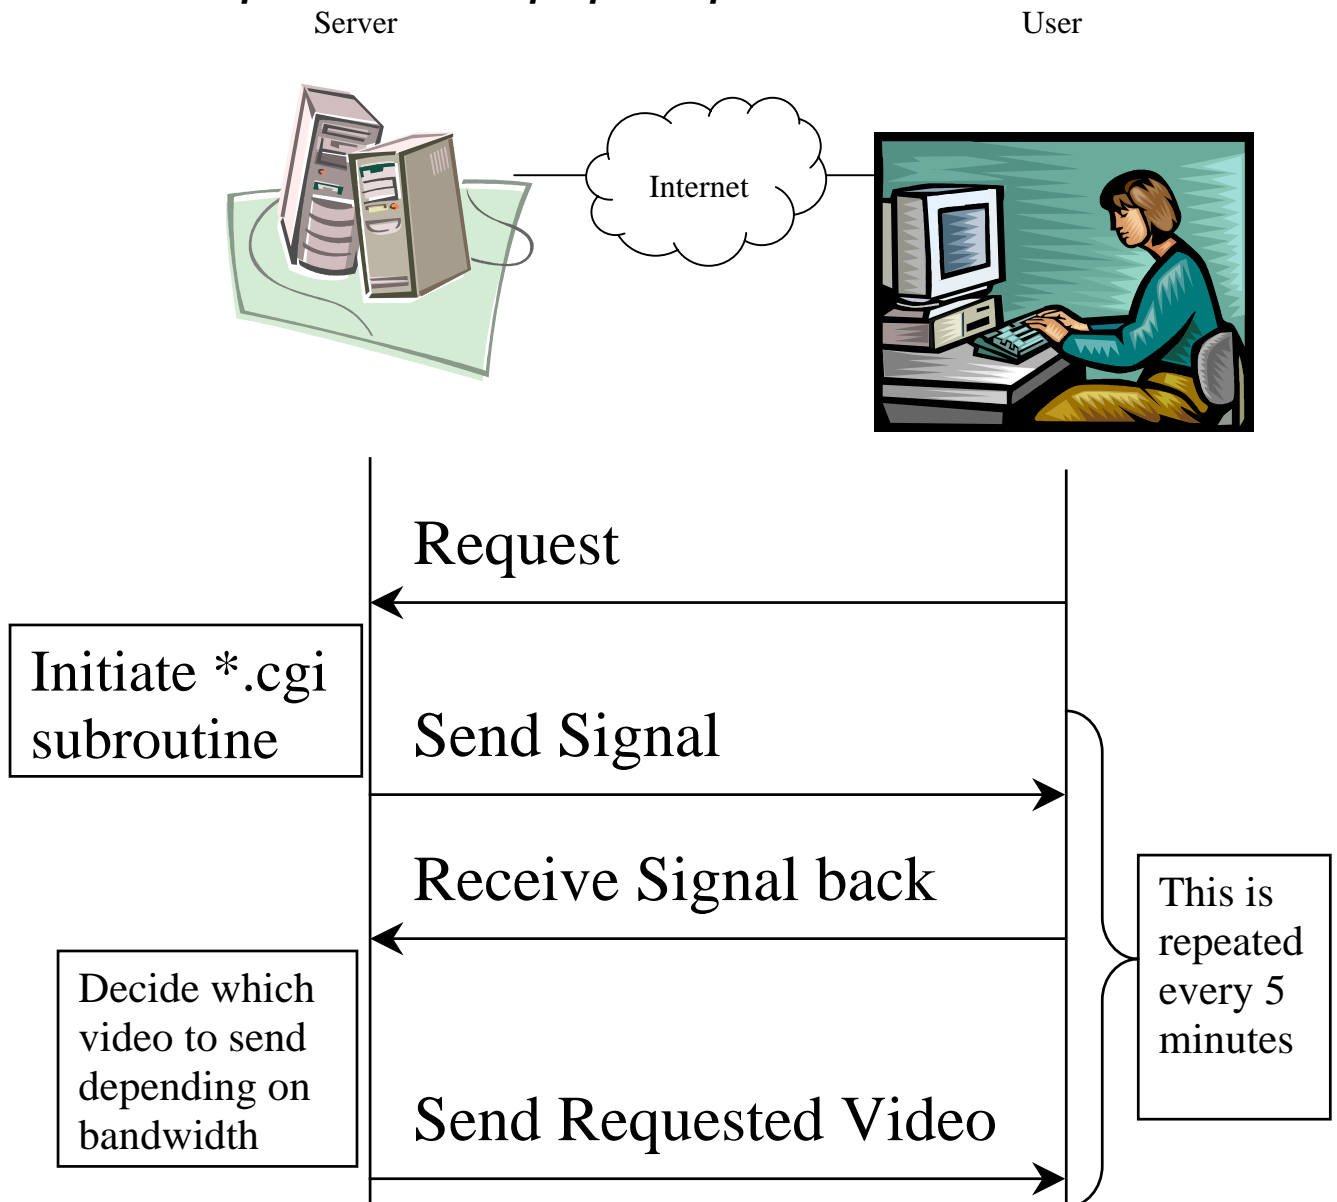 Server
User
Internet
Request
Initiate *.cgi
subroutine
Send Signal
Receive Signal back
This is
repeated
every 5
minutes
Decide which
video to send
depending on
bandwidth
Send Requested Video